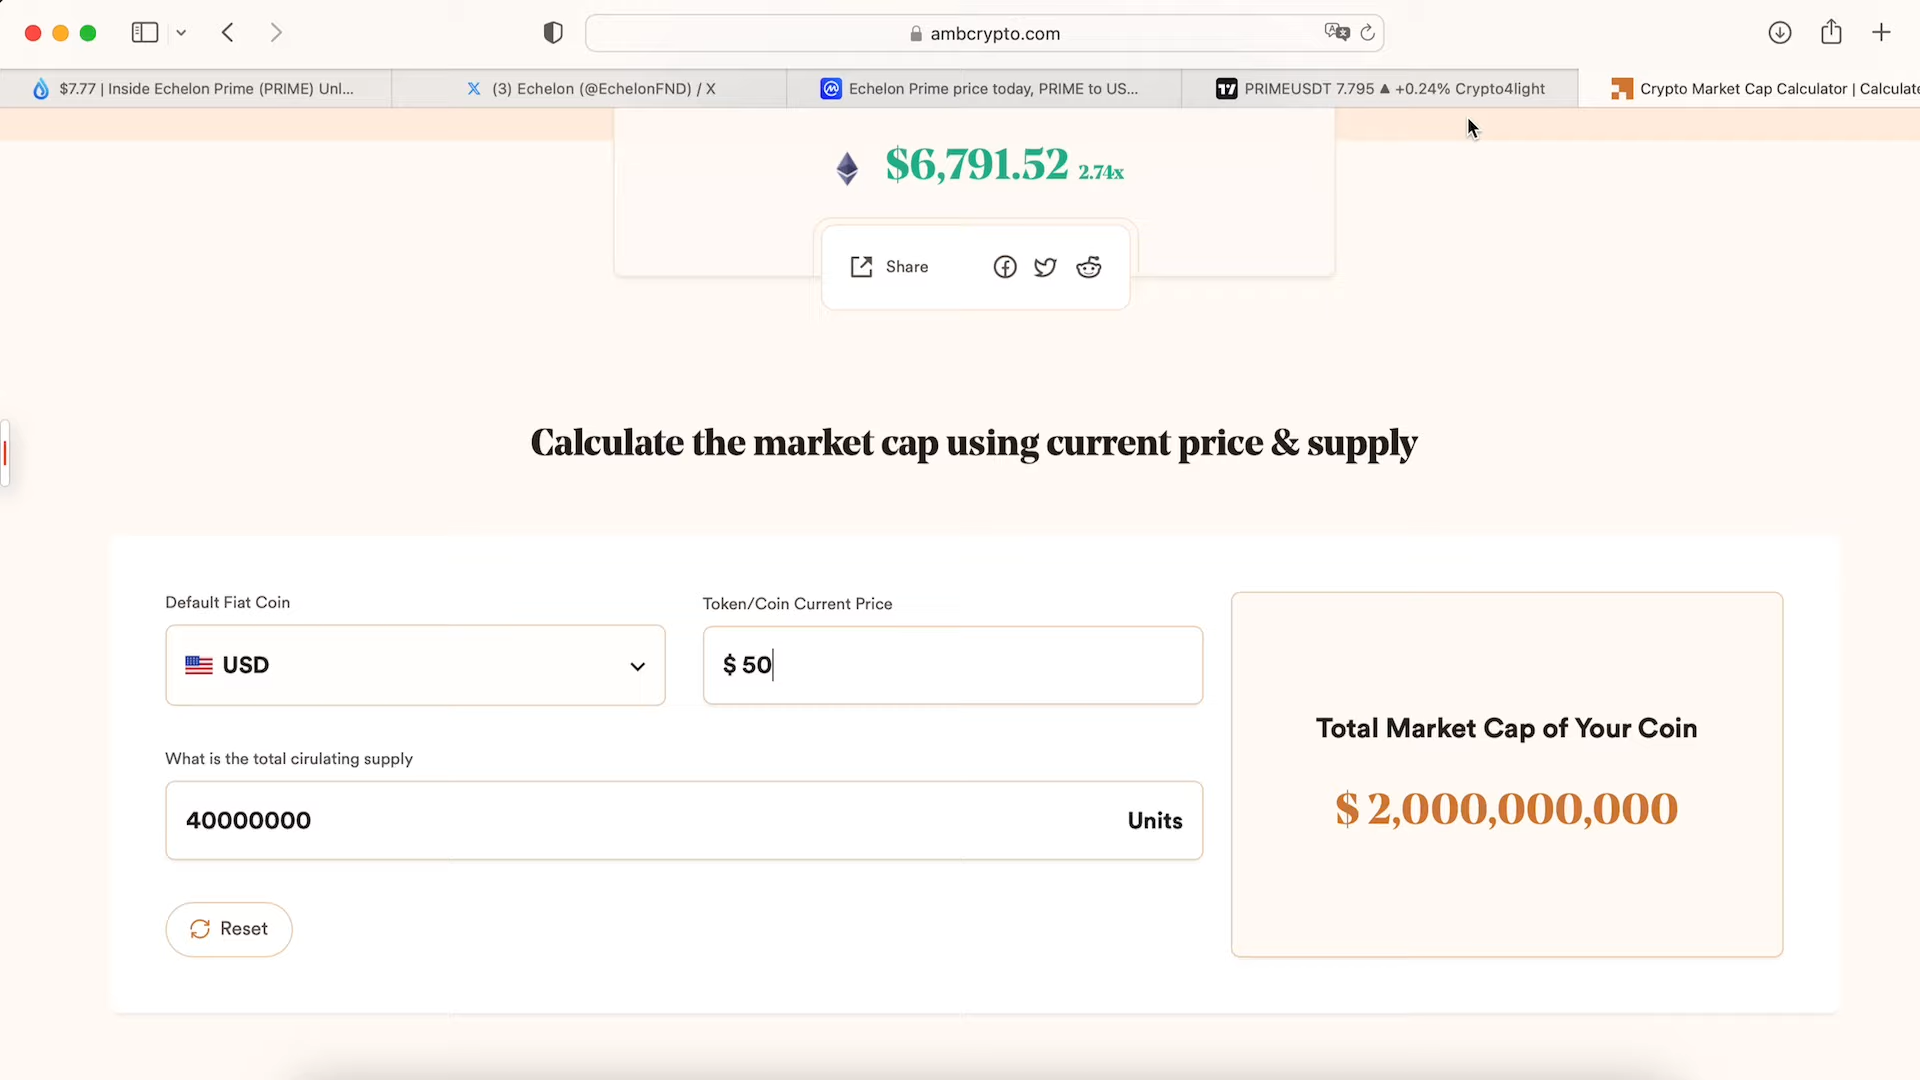 ambcrypto.com
$7.77 | Inside Echelon Prime (PRIME) Unl...
(3) Echelon (@EchelonFND) / X
Echelon Prime price today, PRIME to US...
PRIMEUSDT 7.795 ▲ +0.24% Crypto4light
Crypto Market Cap Calculator | Calculate
$6,791.52 2.74x
Share
Calculate the market cap using current price & supply
Default Fiat Coin
Token/Coin Current Price
USD
$ 50
Total Market Cap of Your Coin
What is the total cirulating supply
$ 2,000,000,000
40000000
Units
Reset